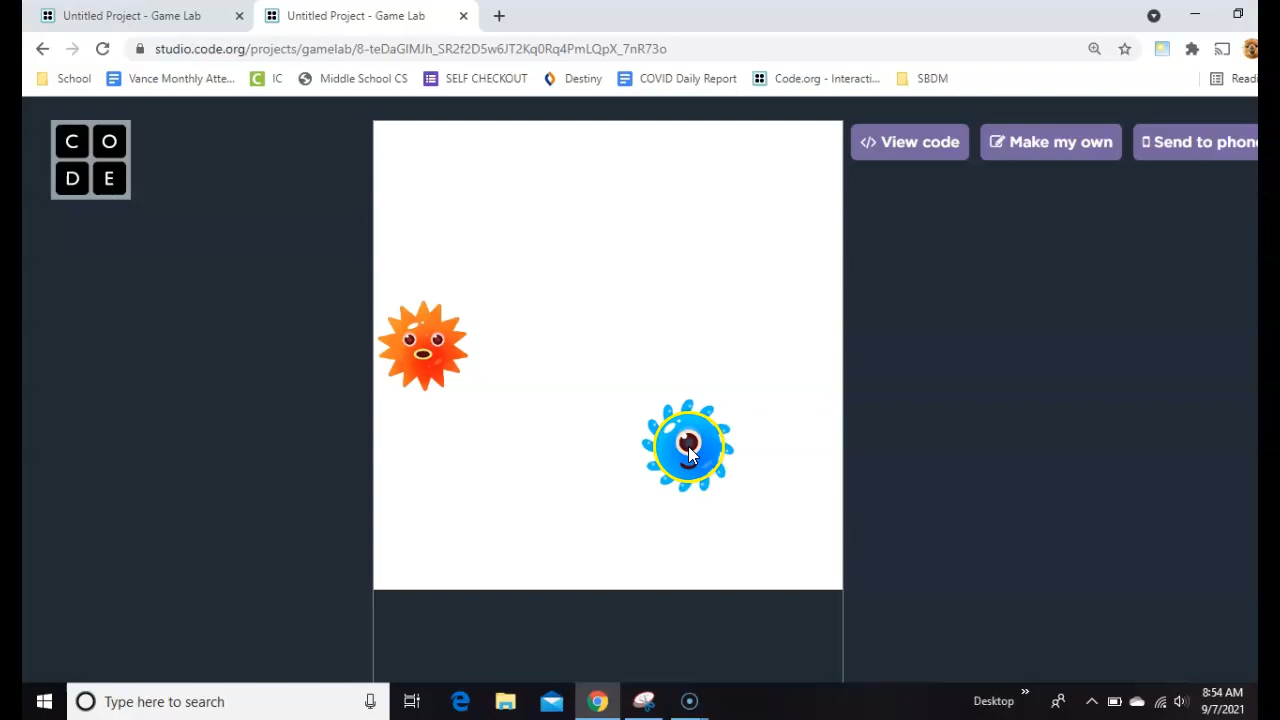 Untitled Project - Game Lab
Untitled Project - Game Lab
studio.code.org/projects/gamelab/8-teDaGlMJh_SR2f2D5w6JT2Kq0Rq4PmLQpX_7nR73o
School
Vance Monthly Atte...
IC
Middle School CS
SELF CHECKOUT
Destiny
COVID Daily Report
Code.org - Interacti...
SBDM
Readi
C O
D E
View code
Make my own
Send to phon
Type here to search
Desktop
8:54 AM
9/7/2021